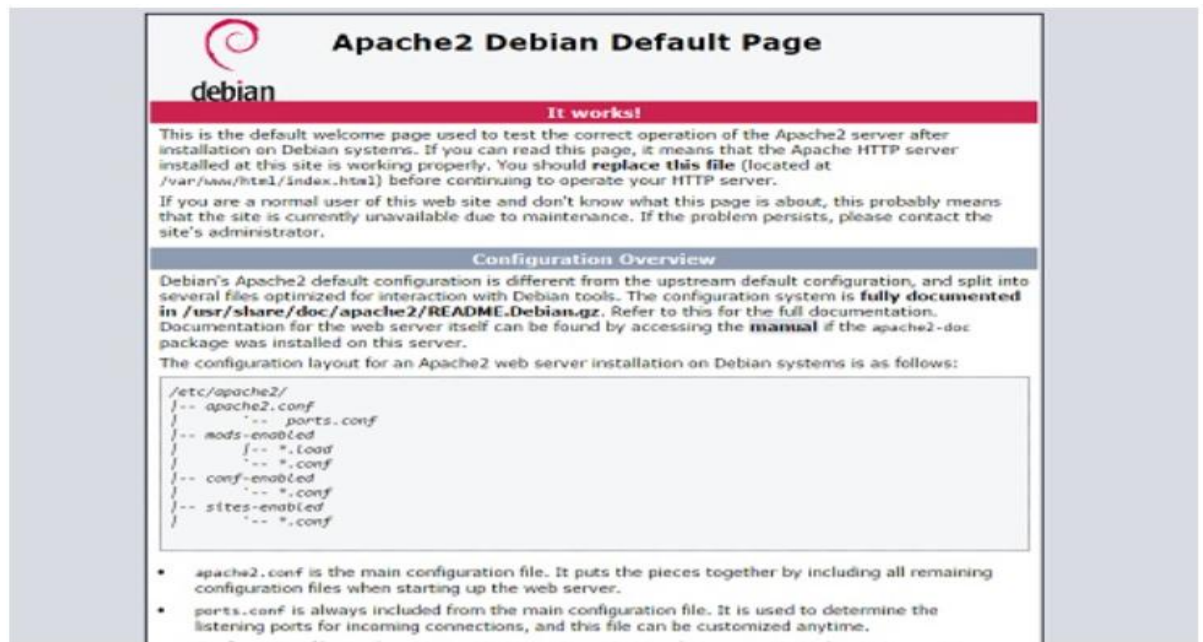 debian
Apache2 Debian Default Page
It works!
This is the default welcome page used to test the correct operation of the Apache2 server after
installation on Debian systems. If you can read this page, it means that the Apache HTTP server
installed at this site is working properly. You should replace this file (located at
/var/www/html/index.html) before continuing to operate your HTTP server.
If you are a normal user of this web site and don't know what this page is about, this probably means
that the site is currently unavailable due to maintenance. If the problem persists, please contact the
site's administrator.
Configuration Overview
Debian's Apache2 default configuration is different from the upstream default configuration, and split into
several files optimized for interaction with Debian tools. The configuration system is fully documented
in /usr/share/doc/apache2/README.Debian.gz. Refer to this for the full documentation.
Documentation for the web server itself can be found by accessing the manual if the apache2-doc
package was installed on this server.
The configuration layout for an Apache2 web server installation on Debian systems is as follows:
/etc/apache2/
|-- apache2.conf
|       `--  ports.conf
|-- mods-enabled
|       |-- *.load
|       `-- *.conf
|-- conf-enabled
|       `-- *.conf
|-- sites-enabled
|       `-- *.conf
• apache2.conf is the main configuration file. It puts the pieces together by including all remaining
configuration files when starting up the web server.
• ports.conf is always included from the main configuration file. It is used to determine the
listening ports for incoming connections, and this file can be customized anytime.